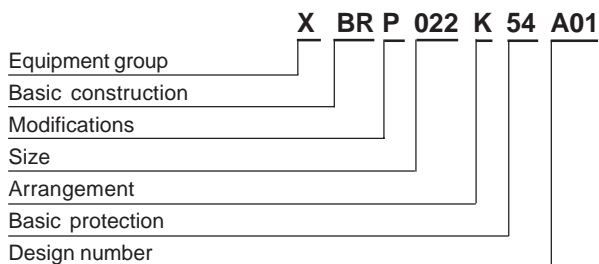 X BR P 022 K 54 A01
Equipment group
Basic construction
Modifications
Size
Arrangement
Basic protection
Design number